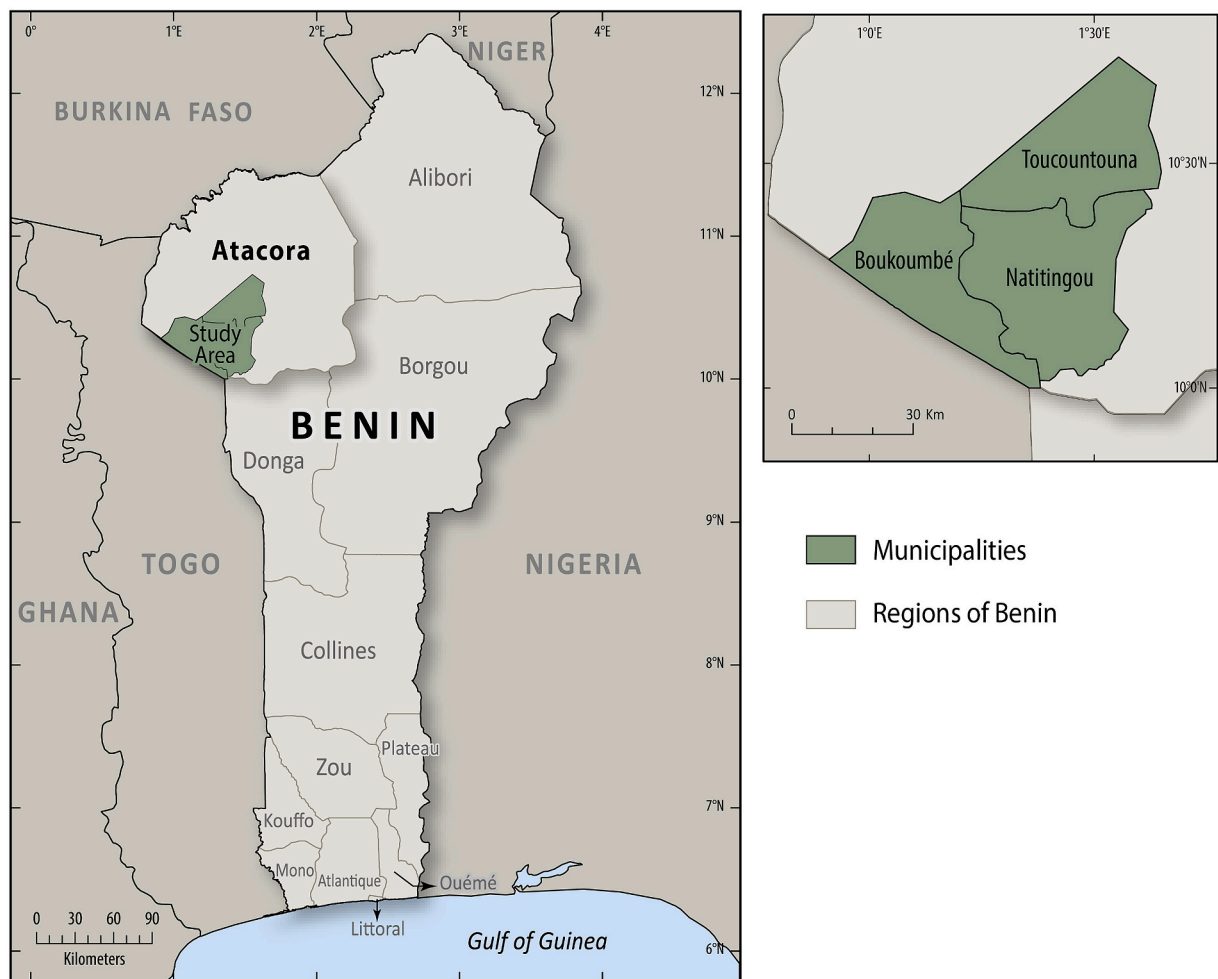 0° 1°E 2°E 3°E 4°E
NIGER
12°N
BURKINA FASO
Alibori
11°N
Atacora
Study
Area
Borgou
10°N
BENIN
Donga
9°N
TOGO
NIGERIA
GHANA
Collines
8°N
Plateau
Zou
7°N
Kouffo
Mono
Atlantique
Ouémé
Littoral
0 30 60 90
Kilometers
Gulf of Guinea
6°N
1°0'E 1°30'E
Toucountouna
10°30'N
Boukoumbé
Natitingou
10°0'N
0 30 Km
Municipalities
Regions of Benin